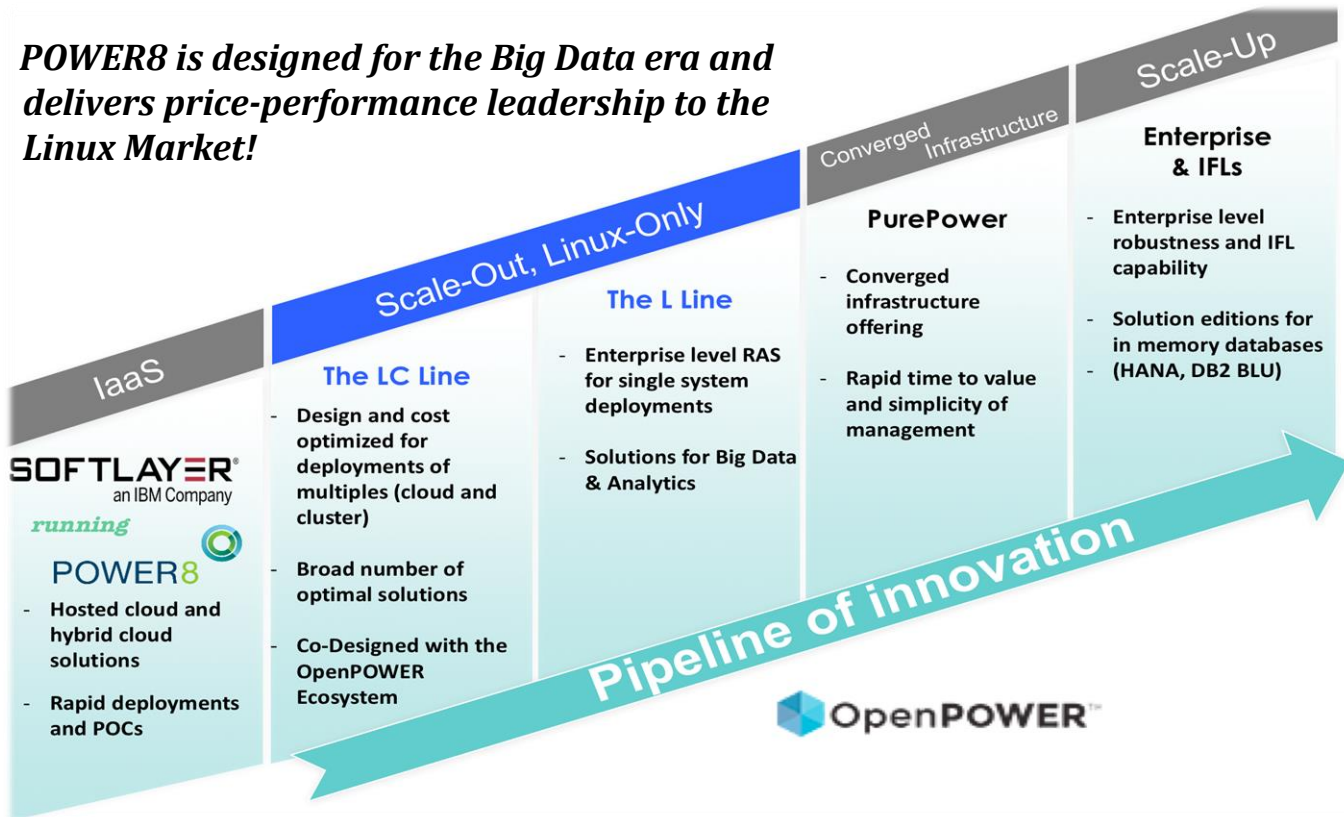 POWER8 is designed for the Big Data era and
delivers price-performance leadership to the
Linux Market!
IaaS
SOFTLAYER®
an IBM Company
running
POWER8
- Hosted cloud and
hybrid cloud
solutions
- Rapid deployments
and POCs
Scale-Out, Linux-Only
The LC Line
- Design and cost
optimized for
deployments of
multiples (cloud and
cluster)
- Broad number of
optimal solutions
- Co-Designed with the
OpenPOWER
Ecosystem
The L Line
- Enterprise level RAS
for single system
deployments
- Solutions for Big Data
& Analytics
Converged
Infrastructure
PurePower
- Converged
infrastructure
offering
- Rapid time to value
and simplicity of
management
Scale-Up
Enterprise
& IFLs
- Enterprise level
robustness and IFL
capability
- Solution editions for
in memory databases
- (HANA, DB2 BLU)
Pipeline of innovation
OpenPOWER™